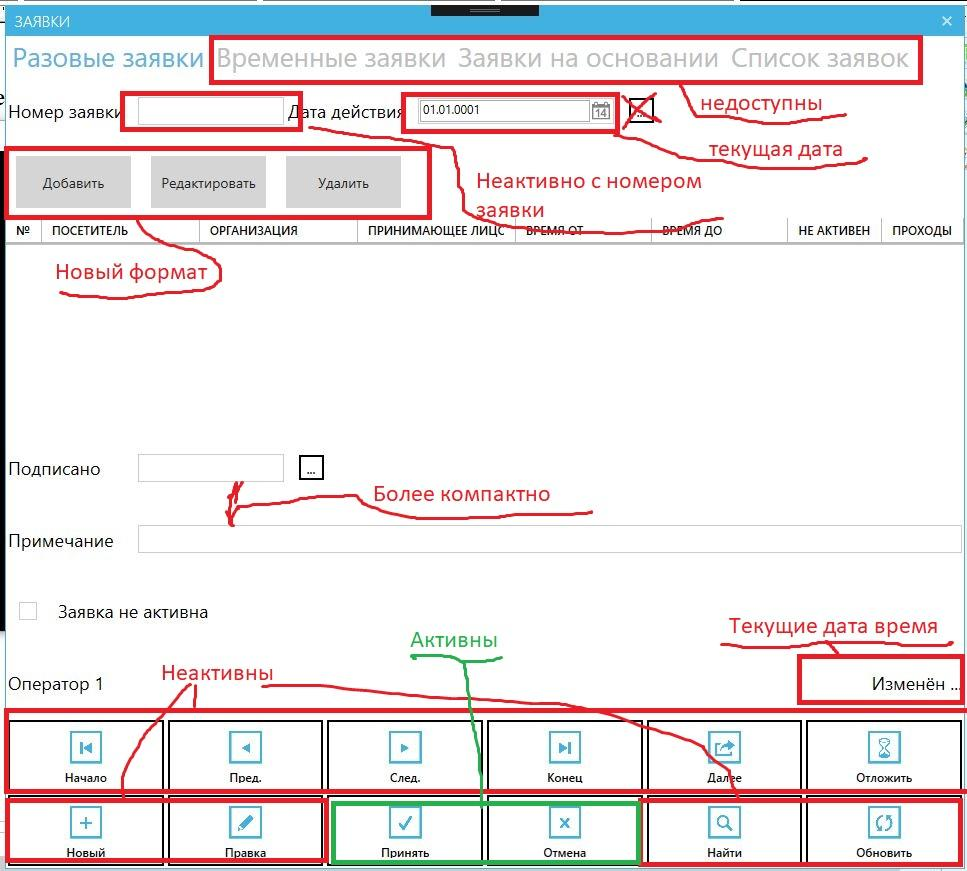 ЗАЯВКИ
Разовые заявки Временные заявки Заявки на основании Список заявок
недоступны
Номер заявки Дата действия 01.01.0001 14 ...
текущая дата
Неактивно с номером
заявки
Добавить Редактировать Удалить
№ ПОСЕТИТЕЛЬ ОРГАНИЗАЦИЯ ПРИНИМАЮЩЕЕ ЛИЦС ВРЕМЯ ОТ ВРЕМЯ ДО НЕ АКТИВЕН ПРОХОДЫ
Новый формат
Подписано ...
Более компактно
Примечание
Заявка не активна
Текущие дата время
Активны
Неактивны
Оператор 1 Изменён ...
Начало Пред. След. Конец Далее Отложить
Новый Правка Принять Отмена Найти Обновить